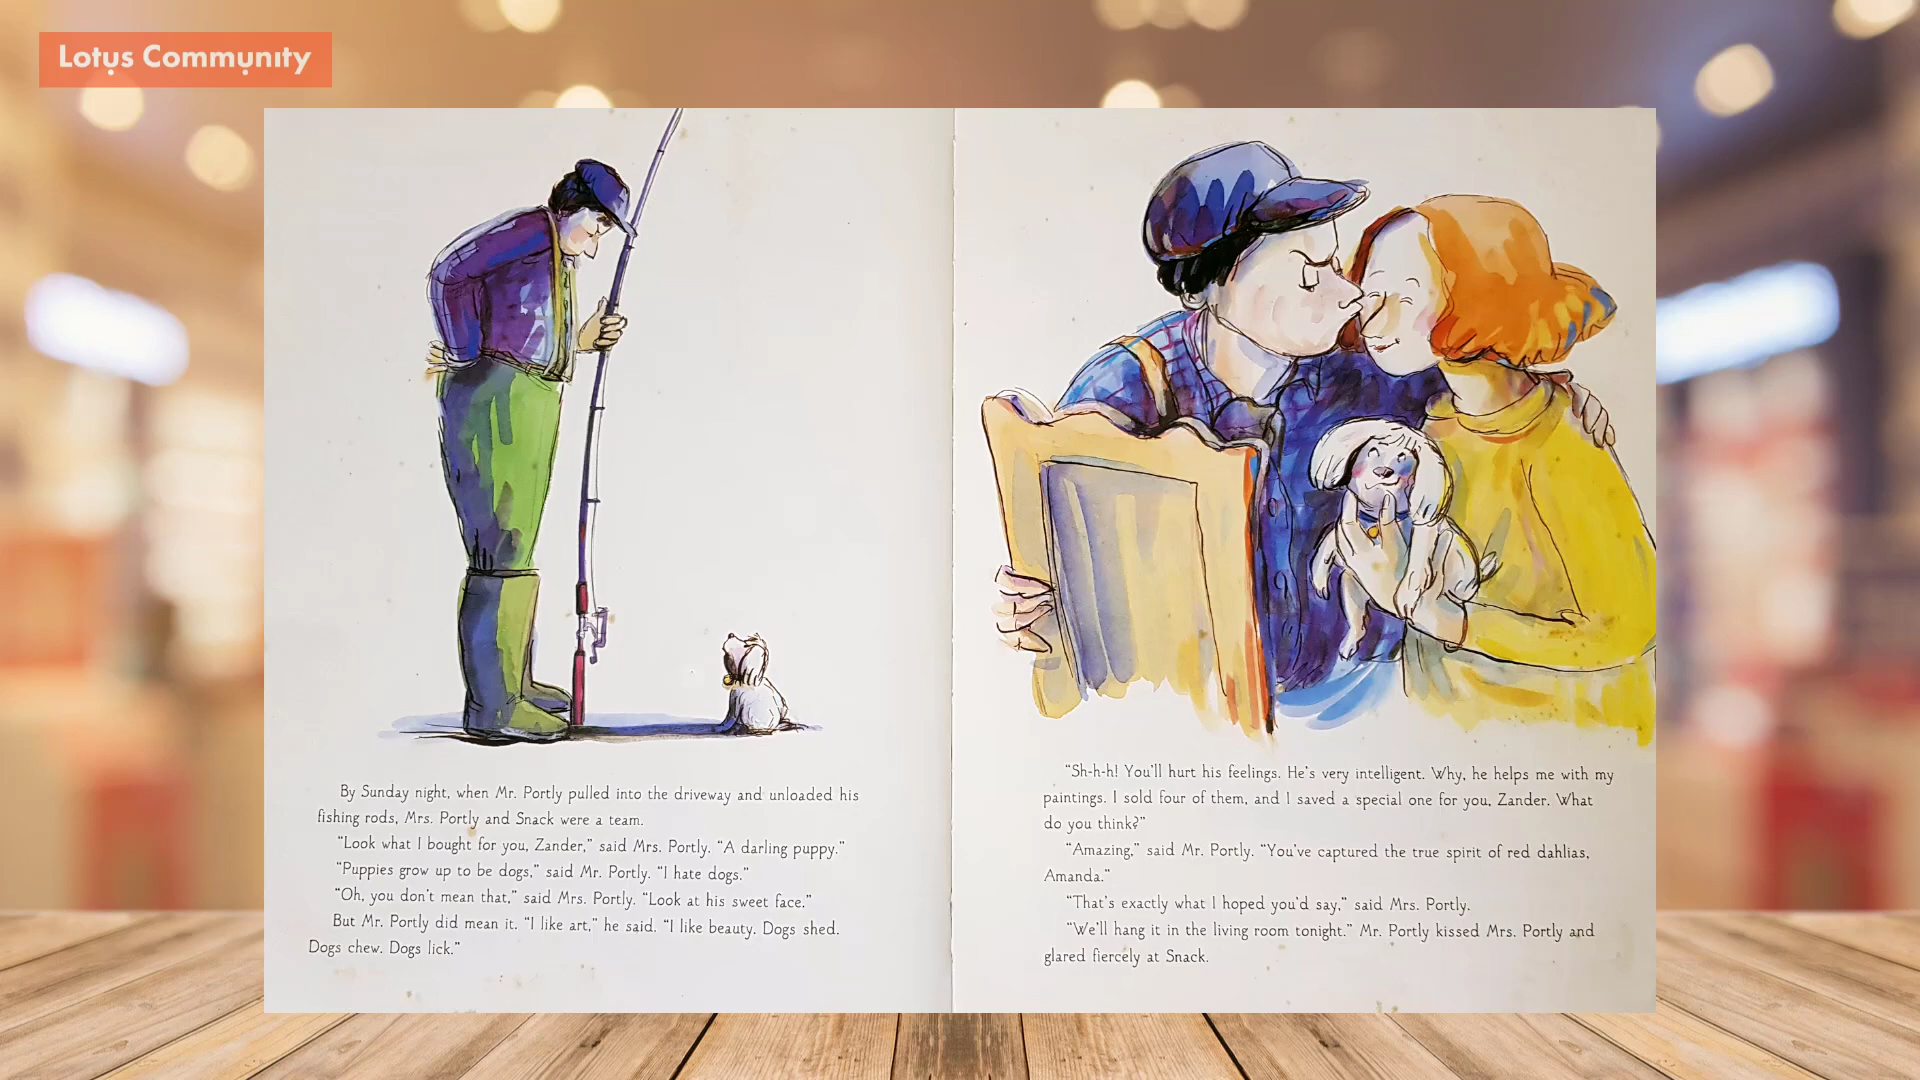 Lotus Community
By Sunday night, when Mr. Portly pulled into the driveway and unloaded his
fishing rods, Mrs. Portly and Snack were a team.
“Look what I bought for you, Zander,” said Mrs. Portly. “A darling puppy.”
“Puppies grow up to be dogs,” said Mr. Portly. “I hate dogs.”
“Oh, you don’t mean that,” said Mrs. Portly. “Look at his sweet face.”
But Mr. Portly did mean it. “I like art,” he said. “I like beauty. Dogs shed.
Dogs chew. Dogs lick.”
“Sh-h-h! You’ll hurt his feelings. He’s very intelligent. Why, he helps me with my
paintings. I sold four of them, and I saved a special one for you, Zander. What
do you think?”
“Amazing,” said Mr. Portly. “You’ve captured the true spirit of red dahlias,
Amanda.”
“That’s exactly what I hoped you’d say,” said Mrs. Portly.
“We’ll hang it in the living room tonight.” Mr. Portly kissed Mrs. Portly and
glared fiercely at Snack.